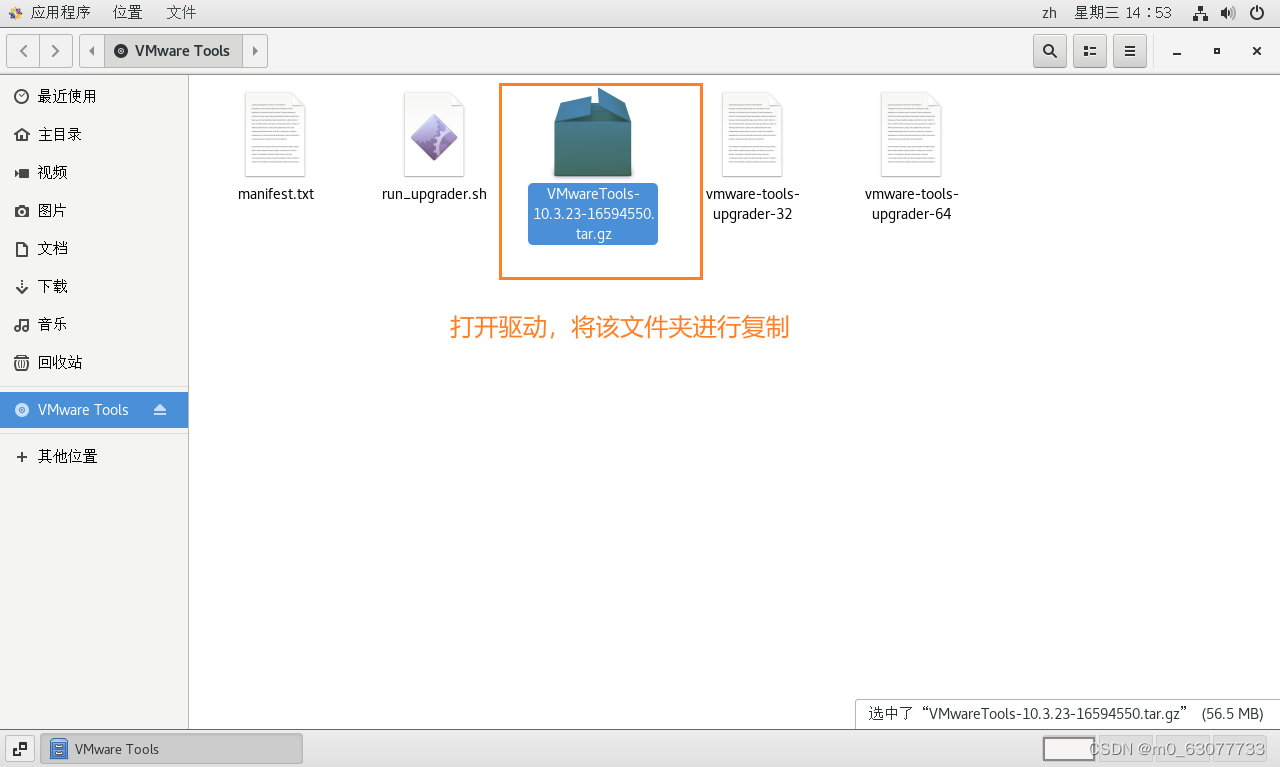 应用程序 位置 文件 zh 星期三 14：53
VMware Tools
最近使用
主目录
视频
图片
文档
下载
音乐
回收站
VMware Tools
其他位置
manifest.txt
run_upgrader.sh
VMwareTools-
10.3.23-16594550.
tar.gz
vmware-tools-
upgrader-32
vmware-tools-
upgrader-64
打开驱动，将该文件夹进行复制
选中了“VMwareTools-10.3.23-16594550.tar.gz” (56.5 MB)
VMware Tools
CSDN @m0_63077733